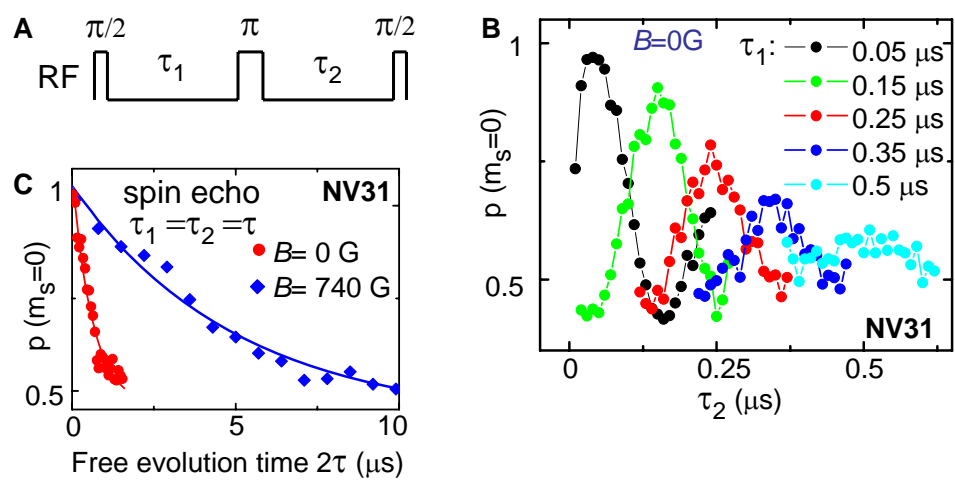 A
π/2
π
π/2
RF
τ1
τ2
B
B=0G
τ1:
0.05 μs
0.15 μs
0.25 μs
0.35 μs
0.5 μs
1
0.5
p (ms=0)
0
0.25
0.5
τ2 (μs)
NV31
C
spin echo
NV31
τ1=τ2=τ
B= 0 G
B= 740 G
1
0.5
p (ms=0)
0
5
10
Free evolution time 2τ (μs)